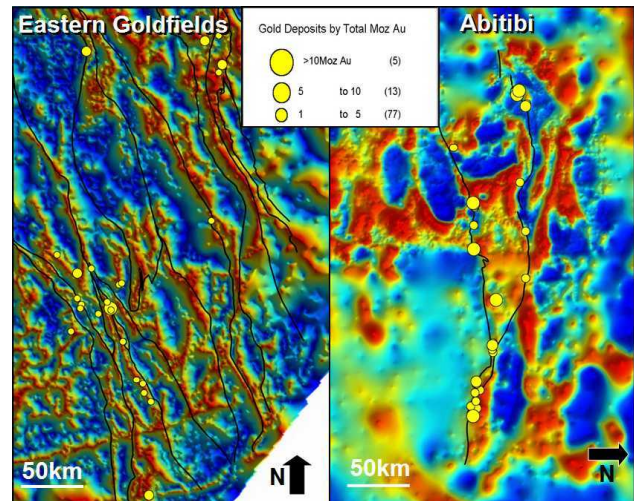 Eastern Goldfields
Gold Deposits by Total Moz Au
>10Moz Au (5)
5 to 10 (13)
1 to 5 (77)
Abitibi
50km
N
50km
N